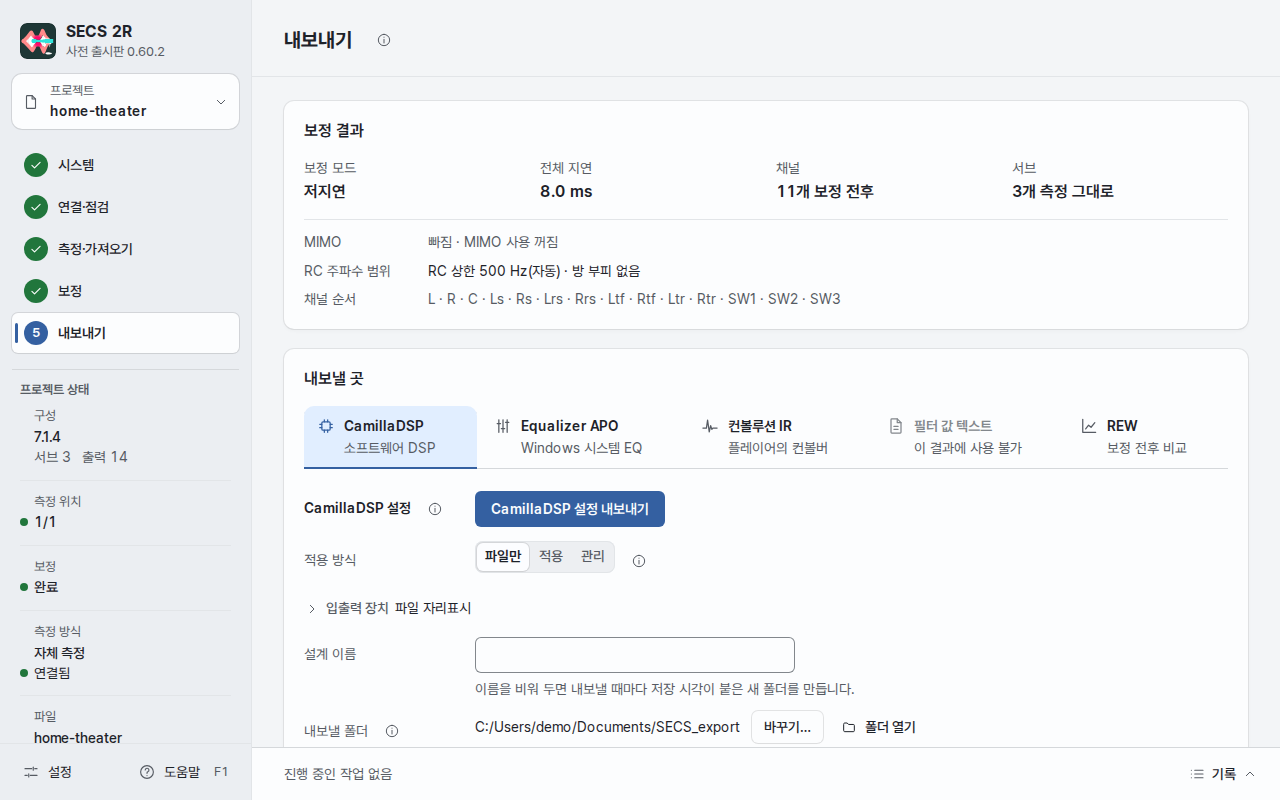 SECS 2R
사전 출시판 0.60.2
프로젝트
home-theater
시스템
연결·점검
측정·가져오기
보정
5 내보내기
프로젝트 상태
구성
7.1.4
서브 3 출력 14
측정 위치
1/1
보정
완료
측정 방식
자체 측정
연결됨
파일
home-theater
설정 도움말 F1
내보내기
보정 결과
보정 모드 전체 지연 채널 서브
저지연 8.0 ms 11개 보정 전후 3개 측정 그대로
MIMO 빠짐 · MIMO 사용 꺼짐
RC 주파수 범위 RC 상한 500 Hz(자동) · 방 부피 없음
채널 순서 L · R · C · Ls · Rs · Lrs · Rrs · Ltf · Rtf · Ltr · Rtr · SW1 · SW2 · SW3
내보낼 곳
CamillaDSP Equalizer APO 컨볼루션 IR 필터 값 텍스트 REW
소프트웨어 DSP Windows 시스템 EQ 플레이어의 컨볼버 이 결과에 사용 불가 보정 전후 비교
CamillaDSP 설정 CamillaDSP 설정 내보내기
적용 방식 파일만 적용 관리
입출력 장치 파일 자리표시
설계 이름
이름을 비워 두면 내보낼 때마다 저장 시각이 붙은 새 폴더를 만듭니다.
내보낼 폴더 C:/Users/demo/Documents/SECS_export 바꾸기... 폴더 열기
진행 중인 작업 없음 기록